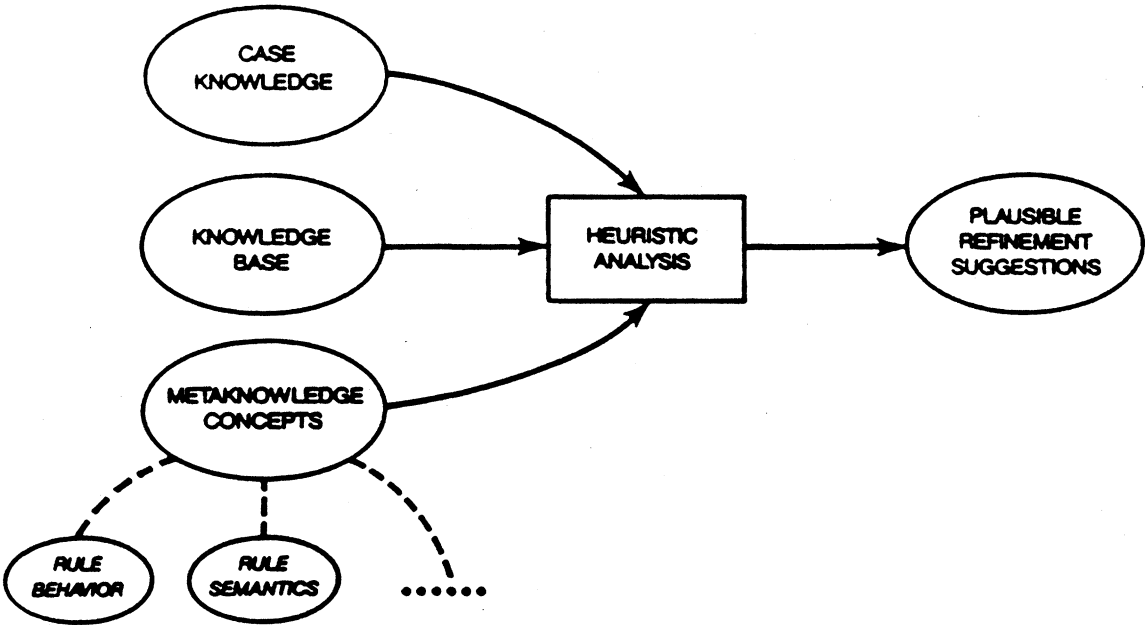 CASE
KNOWLEDGE
KNOWLEDGE
BASE
METAKNOWLEDGE
CONCEPTS
HEURISTIC
ANALYSIS
PLAUSIBLE
REFINEMENT
SUGGESTIONS
RULE
BEHAVIOR
RULE
SEMANTICS